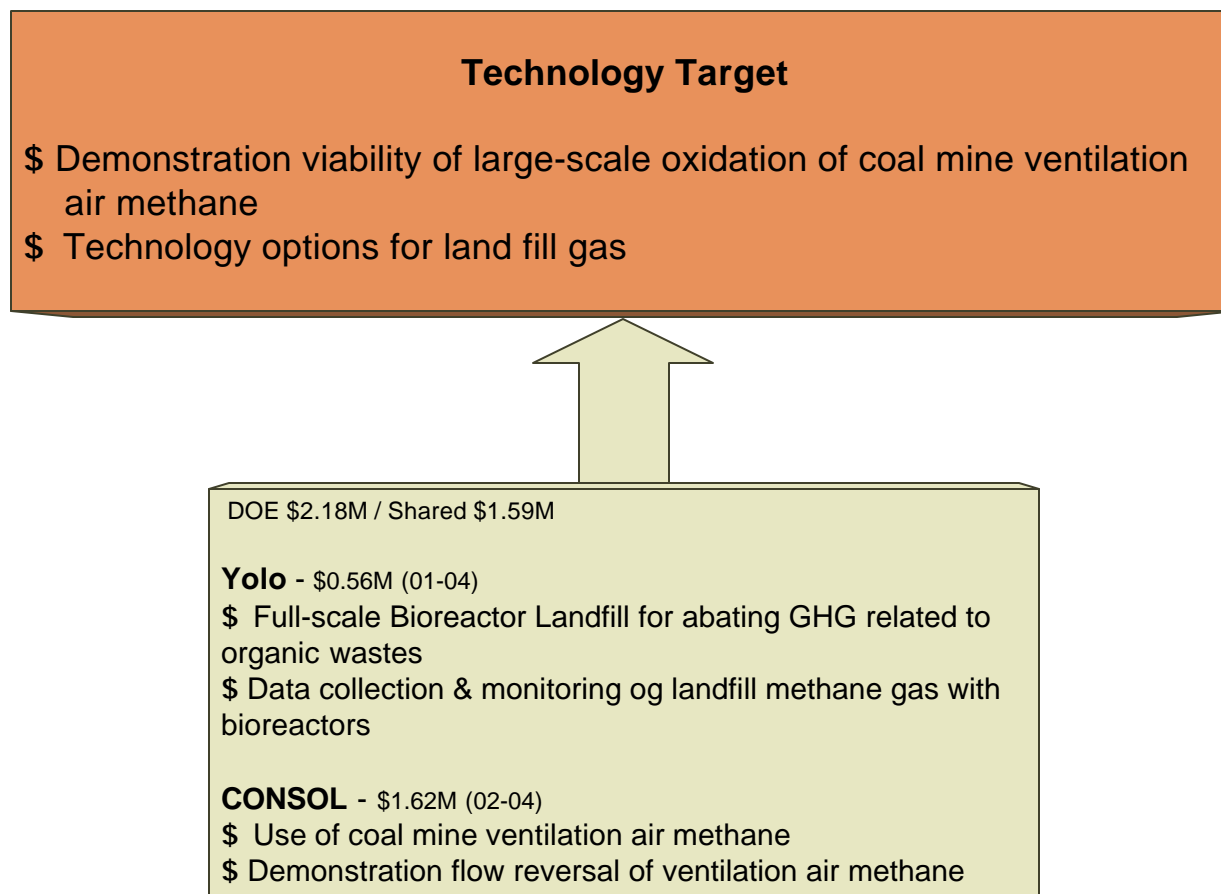 Technology Target
$ Demonstration viability of large-scale oxidation of coal mine ventilation
air methane
$ Technology options for land fill gas
DOE $2.18M / Shared $1.59M
Yolo - $0.56M (01-04)
$ Full-scale Bioreactor Landfill for abating GHG related to
organic wastes
$ Data collection & monitoring og landfill methane gas with
bioreactors
CONSOL - $1.62M (02-04)
$ Use of coal mine ventilation air methane
$ Demonstration flow reversal of ventilation air methane